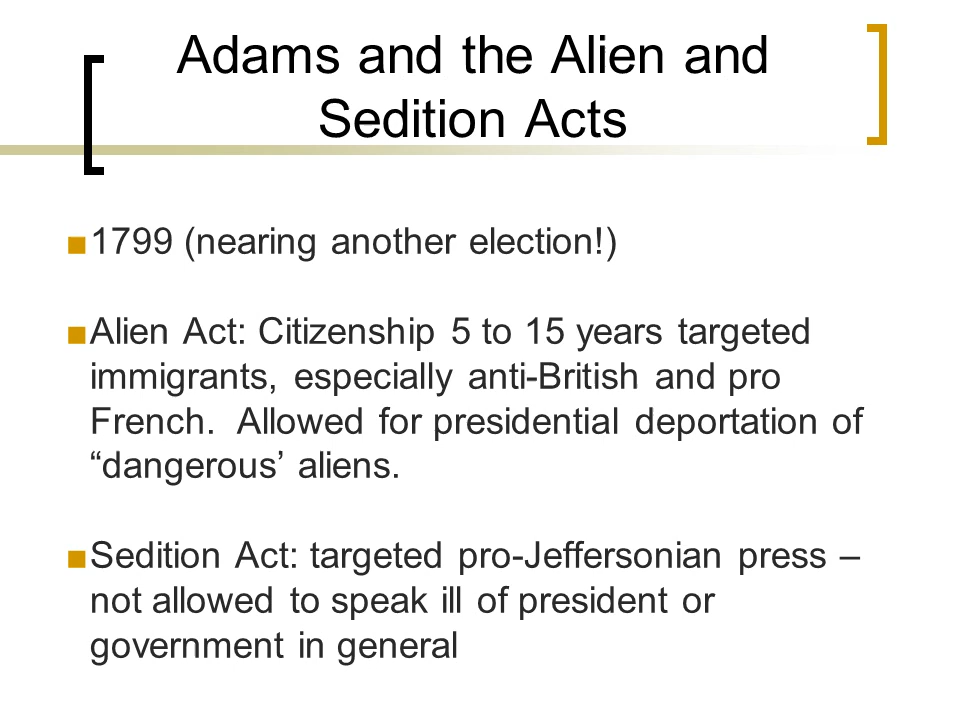 Adams and the Alien and
Sedition Acts
■1799 (nearing another election!)
■Alien Act: Citizenship 5 to 15 years targeted
immigrants, especially anti-British and pro
French.  Allowed for presidential deportation of
“dangerous’ aliens.
■Sedition Act: targeted pro-Jeffersonian press –
not allowed to speak ill of president or
government in general